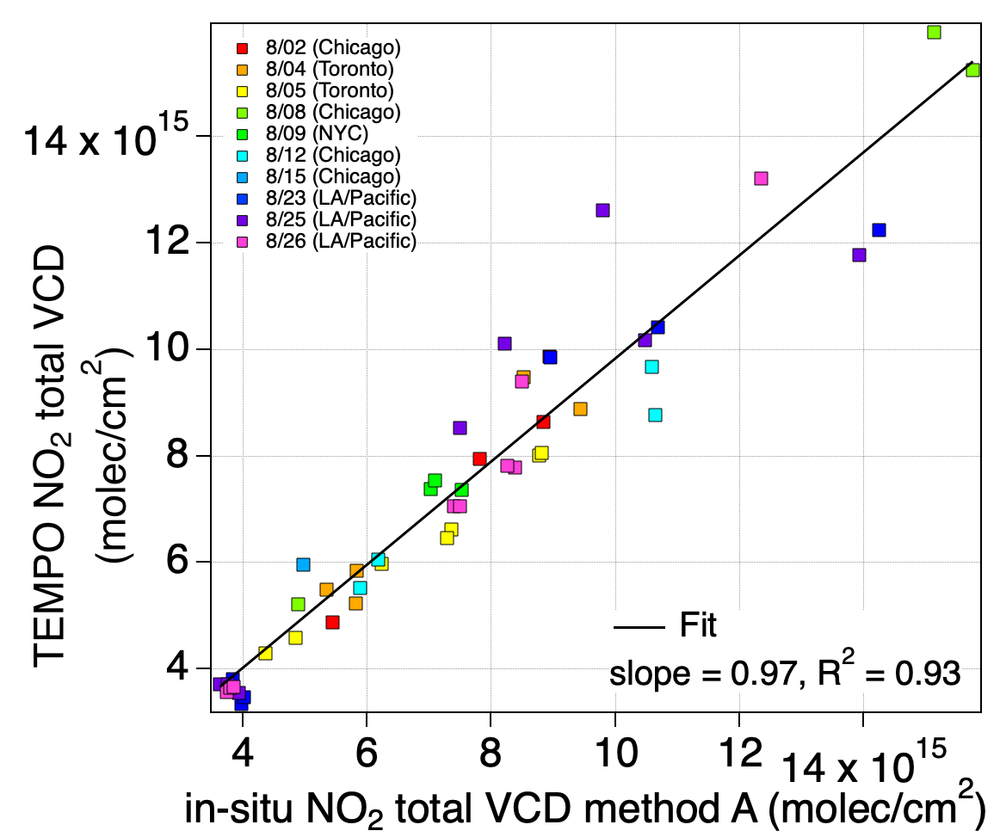 8/02 (Chicago)
8/04 (Toronto)
8/05 (Toronto)
8/08 (Chicago)
8/09 (NYC)
8/12 (Chicago)
8/15 (Chicago)
8/23 (LA/Pacific)
8/25 (LA/Pacific)
8/26 (LA/Pacific)
14 x 10¹⁵
12
10
8
6
4
TEMPO NO₂ total VCD
(molec/cm²)
Fit
slope = 0.97, R² = 0.93
4 6 8 10 12 14 x 10¹⁵
in-situ NO₂ total VCD method A (molec/cm²)